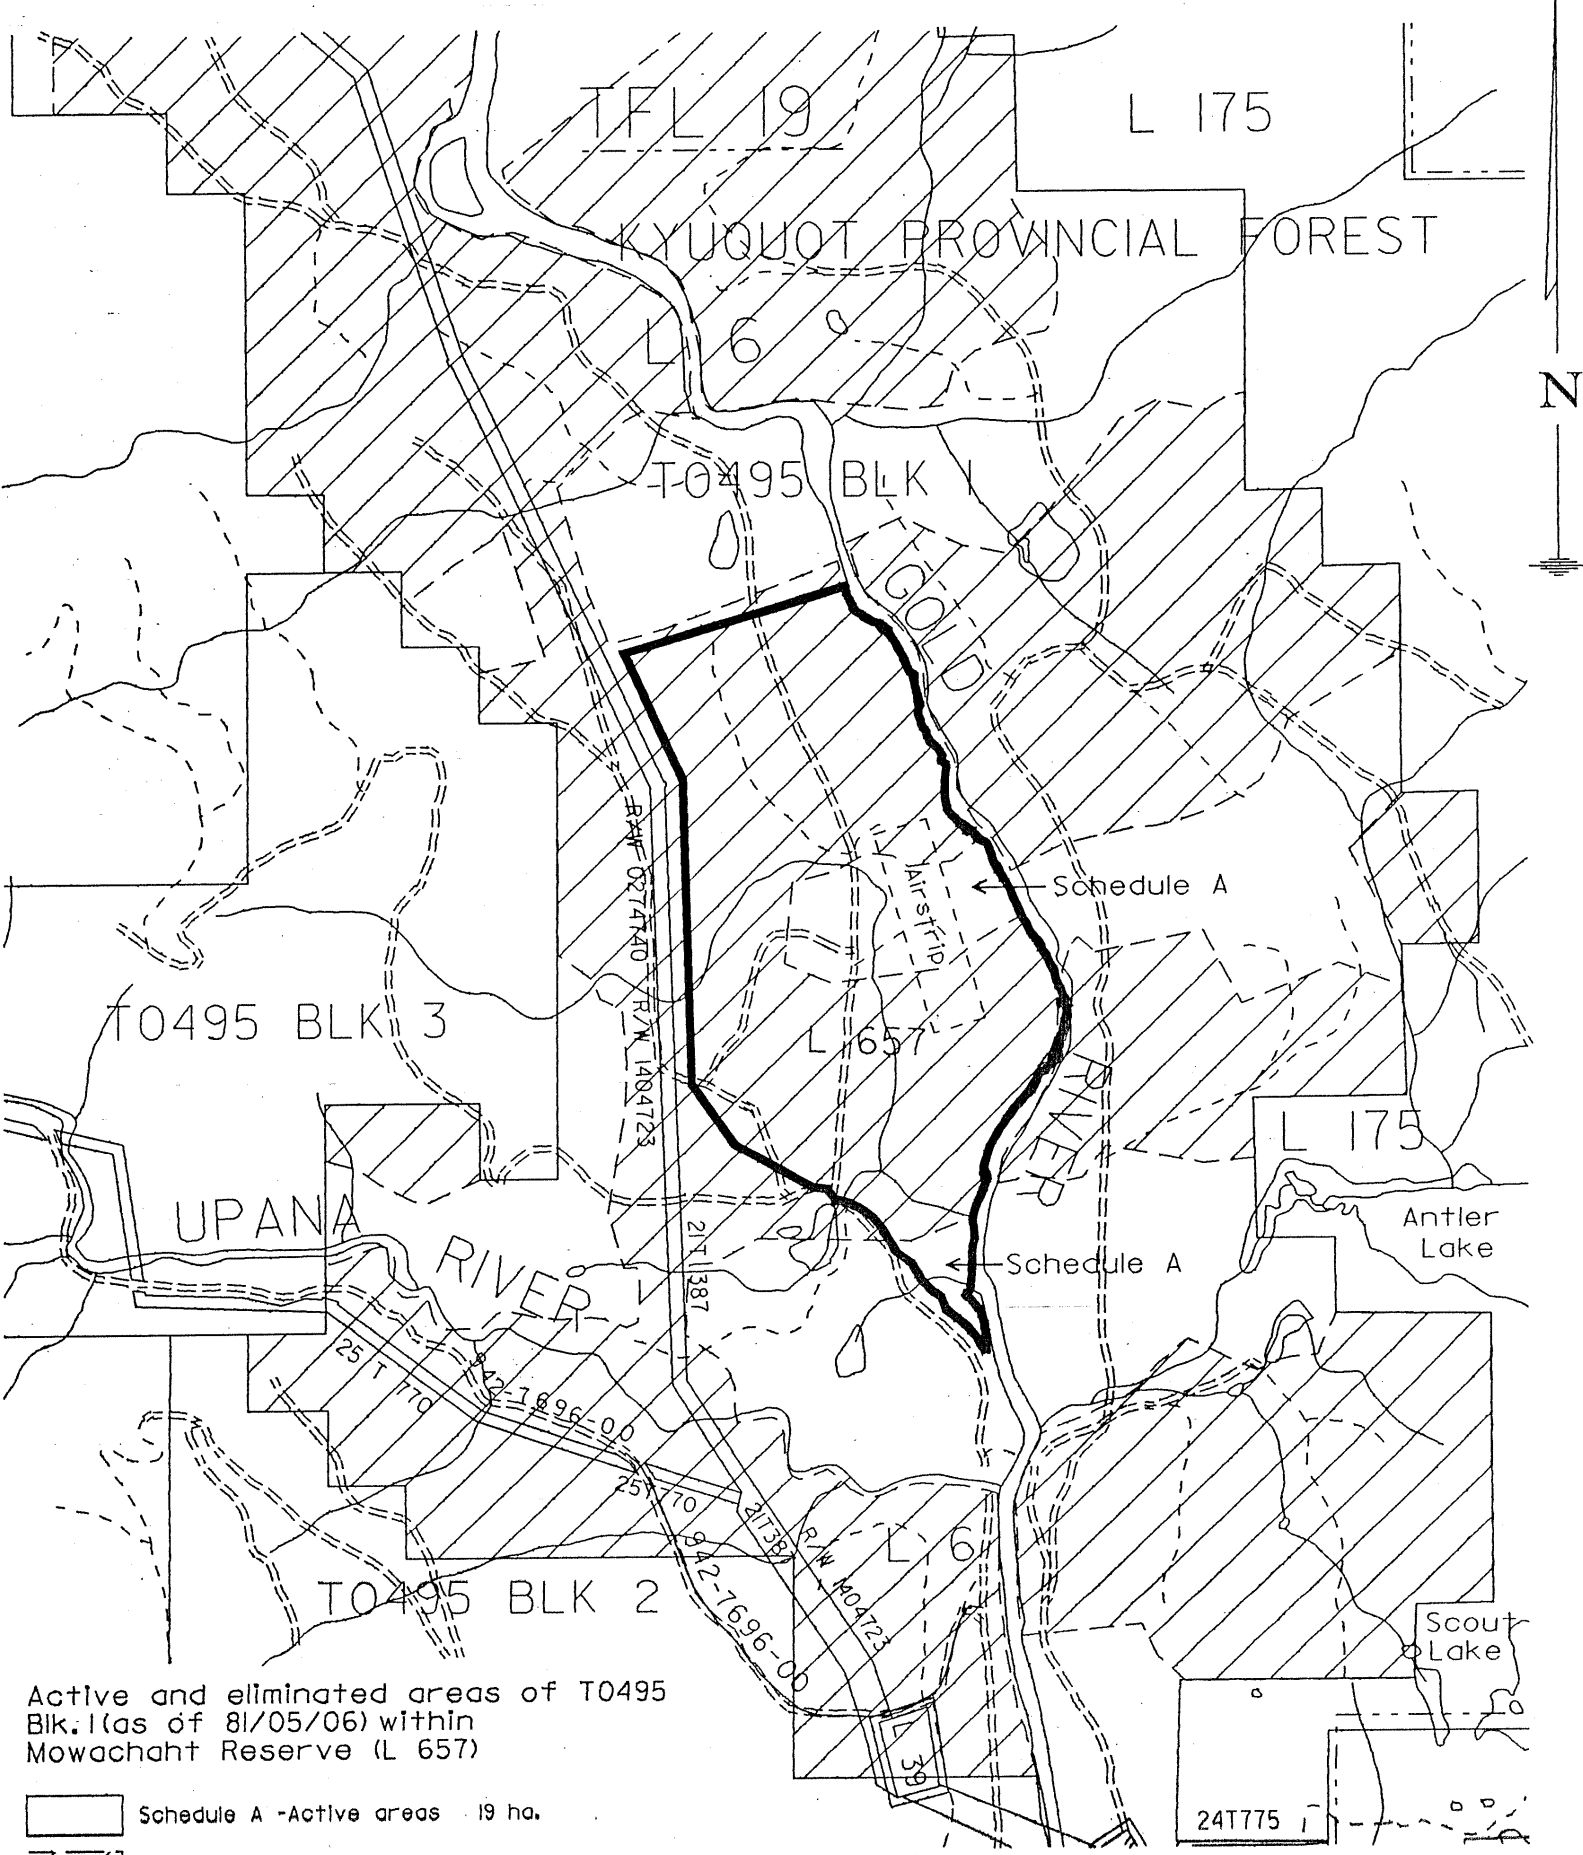 TFL 19
L 175
KYUQUOT PROVINCIAL FOREST
L 6
N
T0495 BLK 1
GOLD
R/W 0274740
R/W 1404723
Airstrip
Schedule A
T0495 BLK 3
L 657
RIVER
L 175
UPANA
RIVER
21T1387
Antler
Lake
Schedule A
25 T 770
942-7696-00
25T770
21T387
R/W 1404723
L 6
942-7696-00
T0495 BLK 2
Scout
Lake
Active and eliminated areas of T0495
Blk. 1(as of 81/05/06) within
Mowachaht Reserve (L 657)
L 39
Schedule A -Active areas 19 ha.
24T775